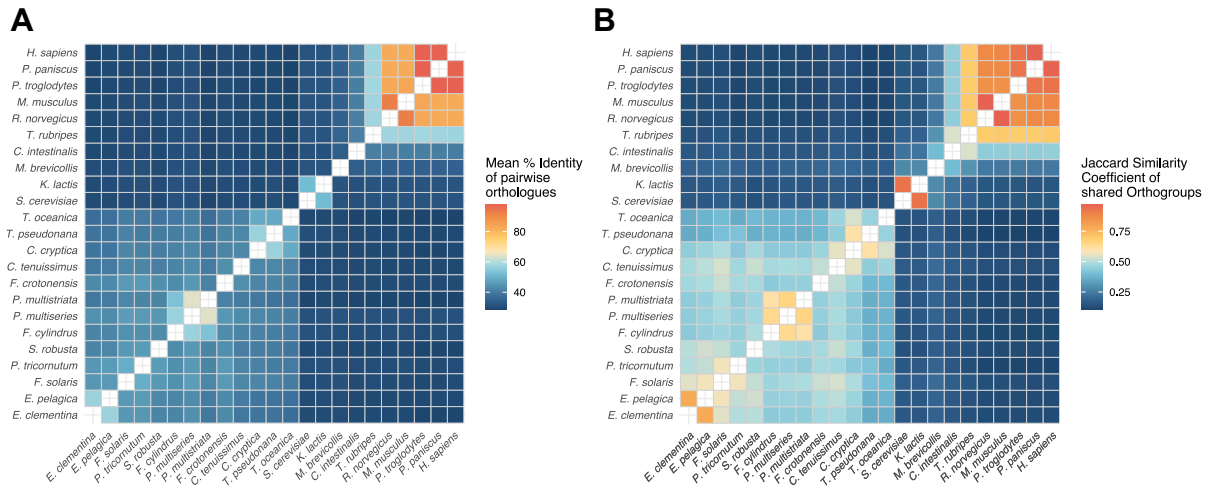 A
H. sapiens
P. paniscus
P. troglodytes
M. musculus
R. norvegicus
T. rubripes
C. intestinalis
M. brevicollis
K. lactis
S. cerevisiae
T. oceanica
T. pseudonana
C. cryptica
C. tenuissimus
F. crotonensis
P. multistriata
P. multiseries
F. cylindrus
S. robusta
P. tricornutum
F. solaris
E. pelagica
E. clementina
E. clementina
E. pelagica
F. solaris
P. tricornutum
S. robusta
F. cylindrus
P. multiseries
P. multistriata
F. crotonensis
C. tenuissimus
C. cryptica
T. pseudonana
T. oceanica
S. cerevisiae
K. lactis
M. brevicollis
C. intestinalis
T. rubripes
R. norvegicus
M. musculus
P. troglodytes
P. paniscus
H. sapiens
Mean % Identity
of pairwise
orthologues
80
60
40
B
H. sapiens
P. paniscus
P. troglodytes
M. musculus
R. norvegicus
T. rubripes
C. intestinalis
M. brevicollis
K. lactis
S. cerevisiae
T. oceanica
T. pseudonana
C. cryptica
C. tenuissimus
F. crotonensis
P. multistriata
P. multiseries
F. cylindrus
S. robusta
P. tricornutum
F. solaris
E. pelagica
E. clementina
E. clementina
E. pelagica
F. solaris
P. tricornutum
S. robusta
F. cylindrus
P. multiseries
P. multistriata
F. crotonensis
C. tenuissimus
C. cryptica
T. pseudonana
T. oceanica
S. cerevisiae
K. lactis
M. brevicollis
C. intestinalis
T. rubripes
R. norvegicus
M. musculus
P. troglodytes
P. paniscus
H. sapiens
Jaccard Similarity
Coefficient of
shared Orthogroups
0.75
0.50
0.25